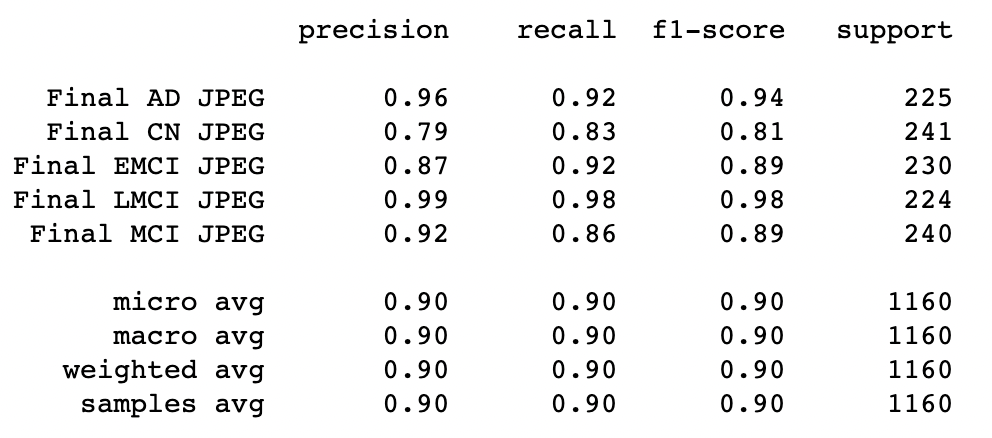 precision recall f1-score support
Final AD JPEG 0.96 0.92 0.94 225
Final CN JPEG 0.79 0.83 0.81 241
Final EMCI JPEG 0.87 0.92 0.89 230
Final LMCI JPEG 0.99 0.98 0.98 224
Final MCI JPEG 0.92 0.86 0.89 240
micro avg 0.90 0.90 0.90 1160
macro avg 0.90 0.90 0.90 1160
weighted avg 0.90 0.90 0.90 1160
samples avg 0.90 0.90 0.90 1160